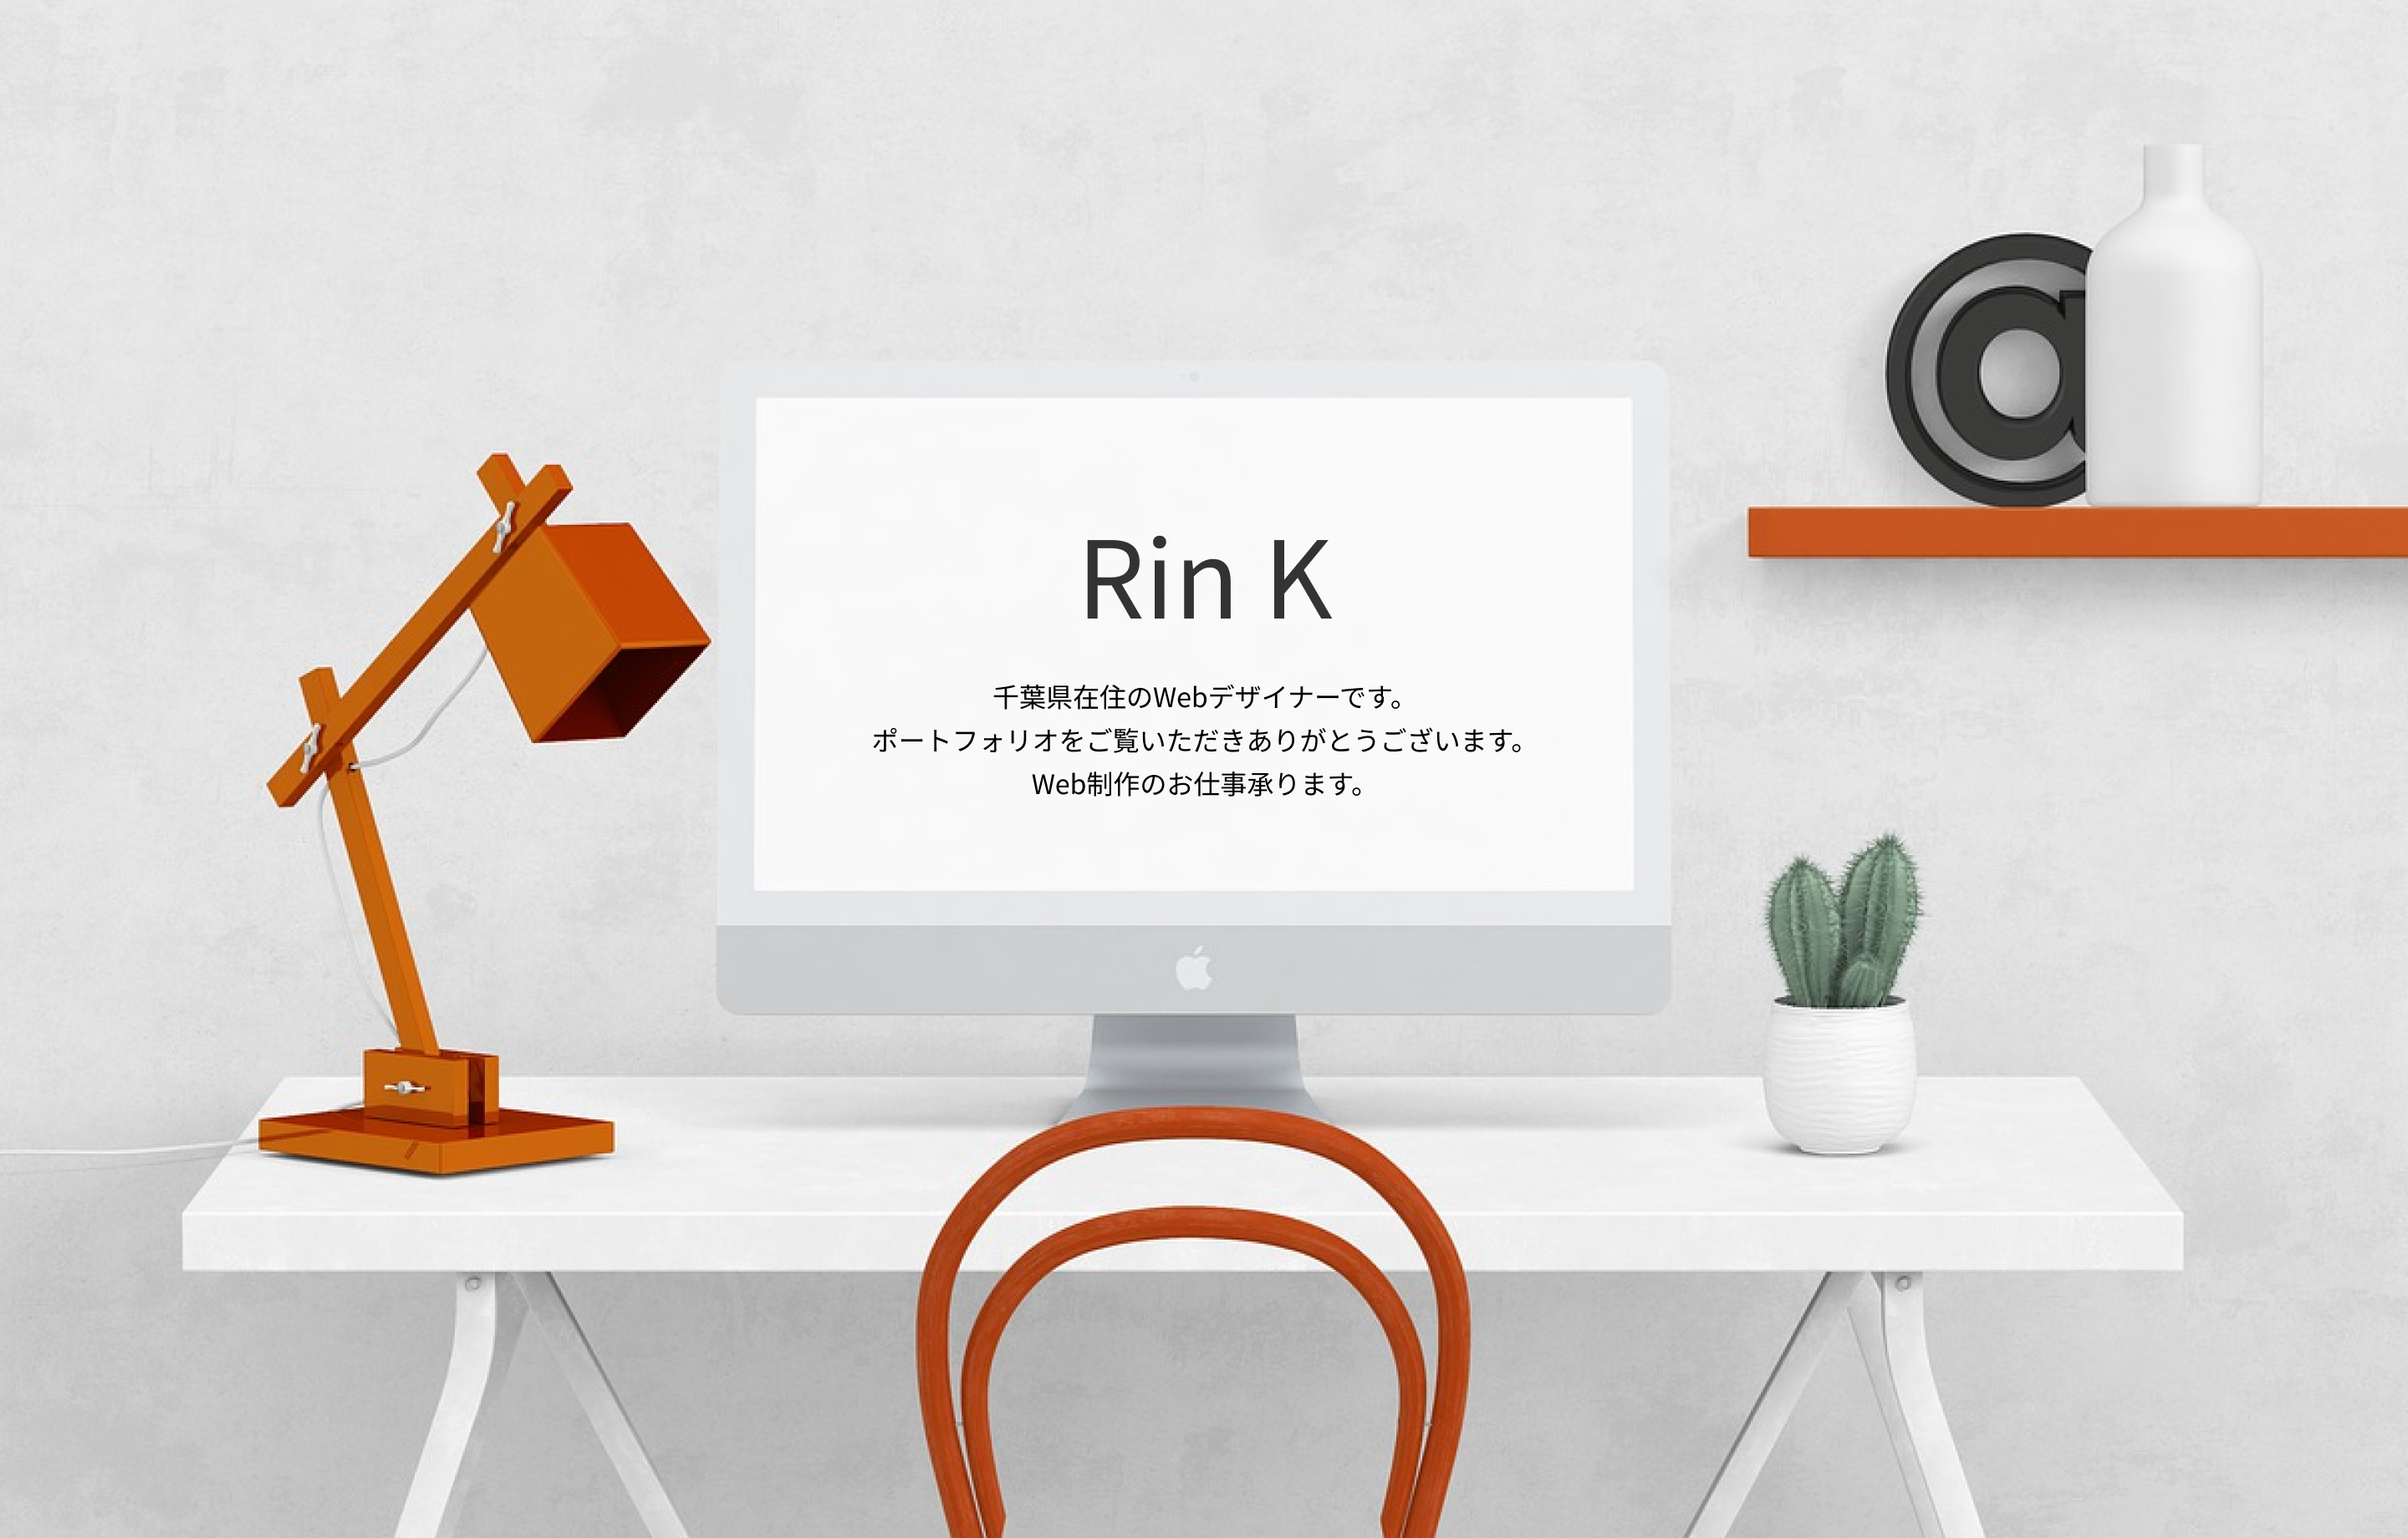 Rin K
千葉県在住のWebデザイナーです。
ポートフォリオをご覧いただきありがとうございます。
Web制作のお仕事承ります。
@